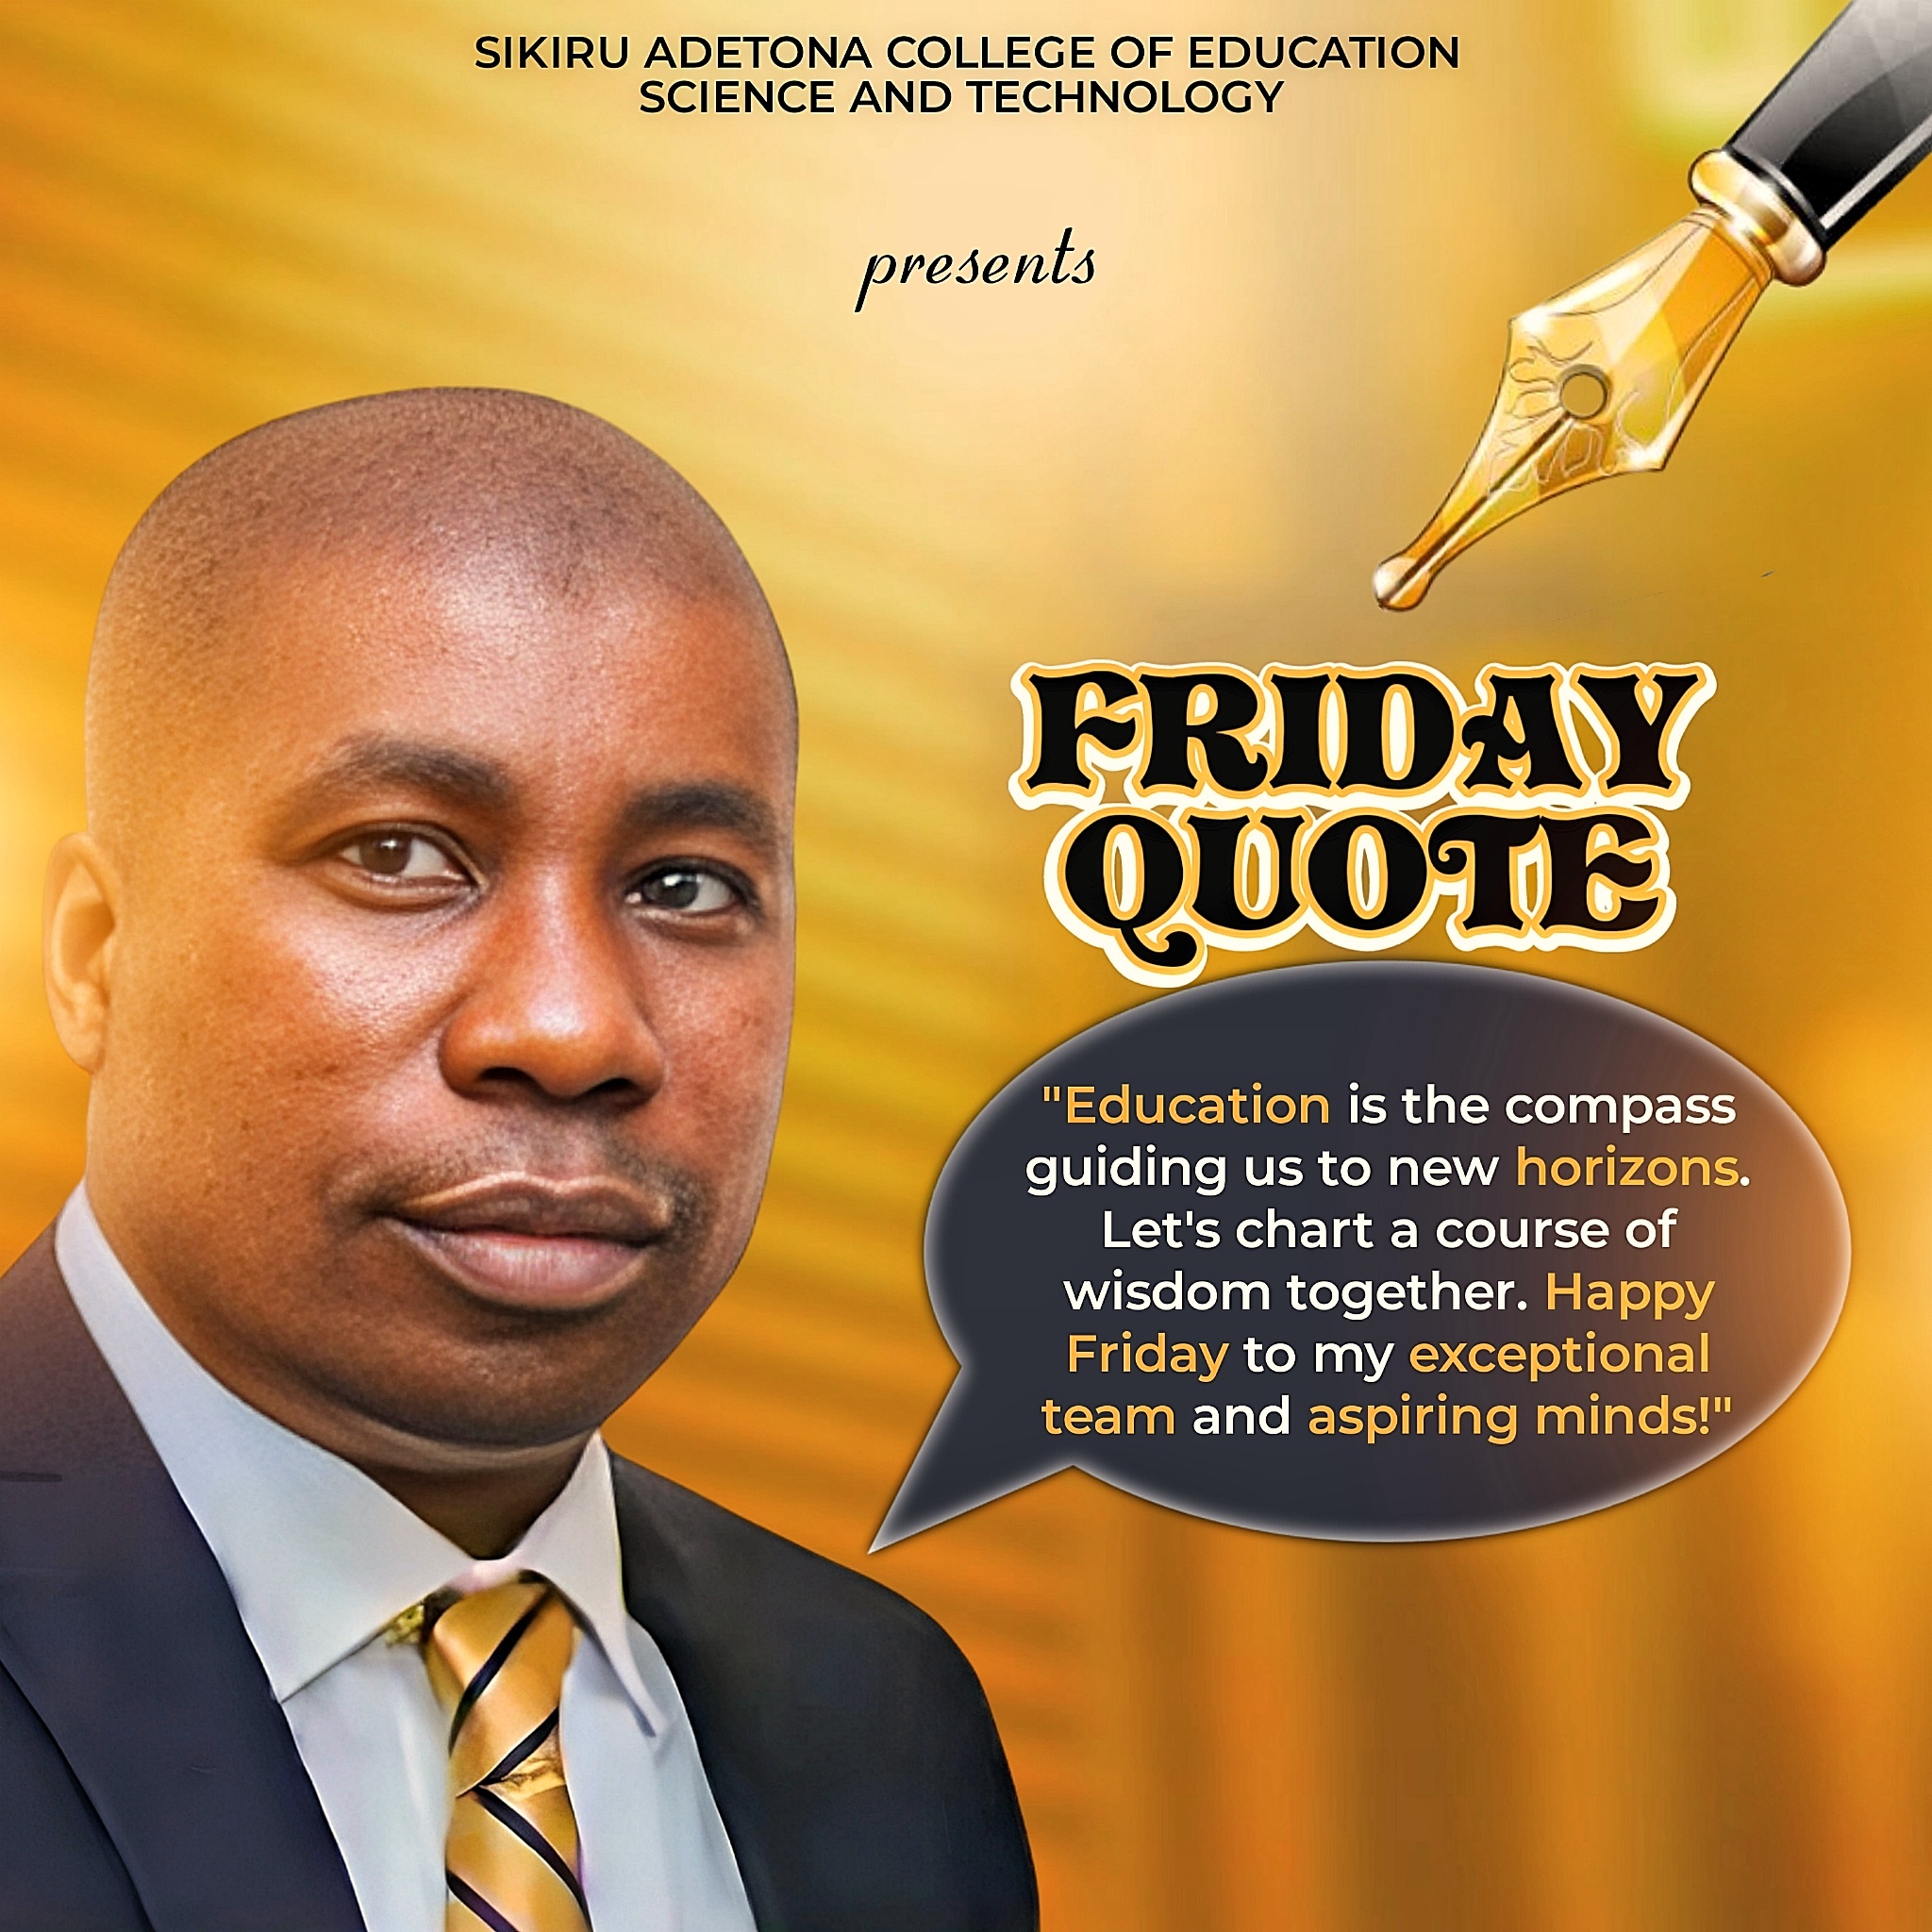 SIKIRU ADETONA COLLEGE OF EDUCATION
SCIENCE AND TECHNOLOGY
presents
FRIDAY
QUOTE
"Education is the compass
guiding us to new horizons.
Let's chart a course of
wisdom together. Happy
Friday to my exceptional
team and aspiring minds!"